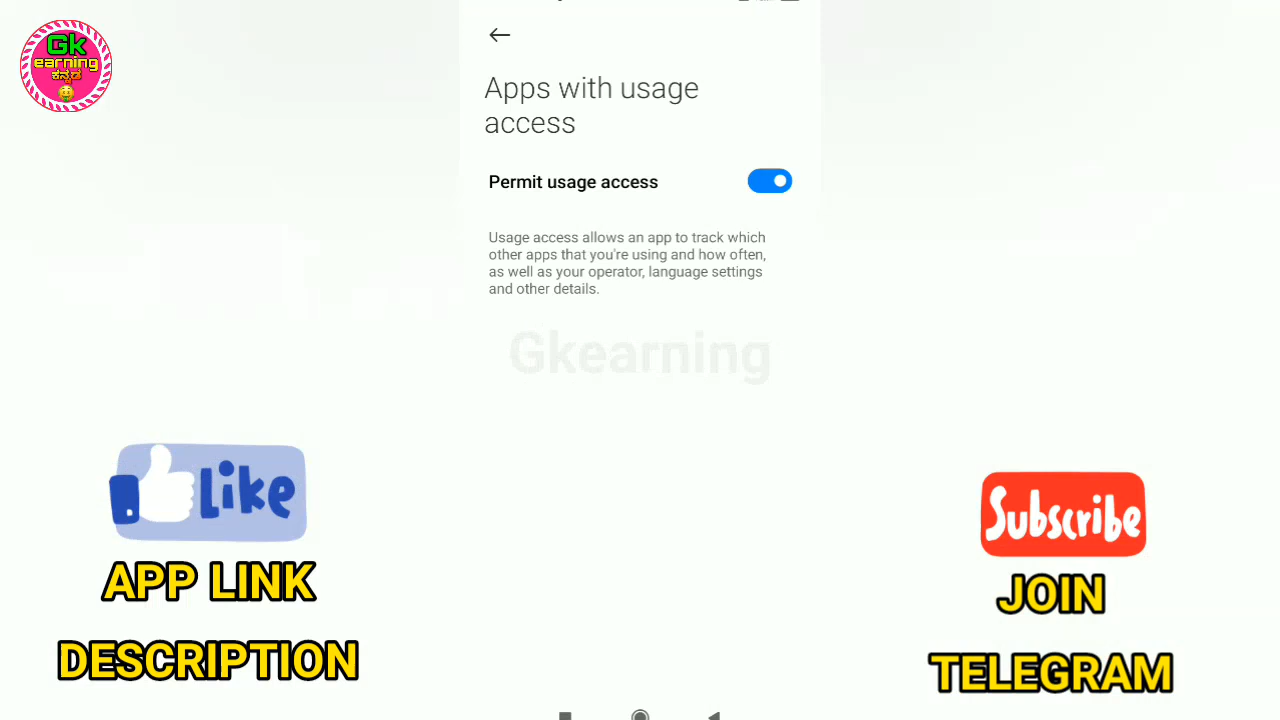 Gk
earning
ಕನ್ನಡ
Apps with usage
access
Permit usage access
Usage access allows an app to track which
other apps that you're using and how often,
as well as your operator, language settings
and other details.
Gkearning
Like
APP LINK
DESCRIPTION
Subscribe
JOIN
TELEGRAM